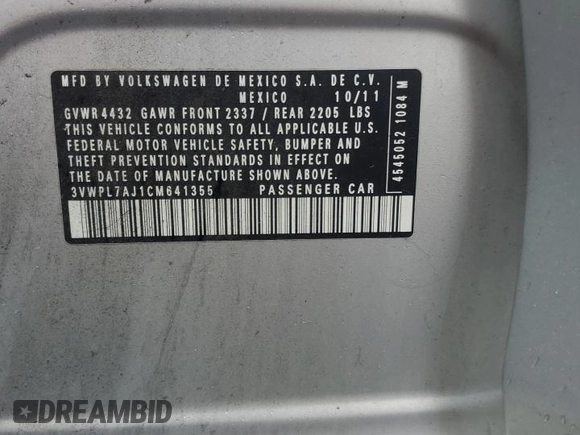 MFD BY VOLKSWAGEN DE MEXICO S.A. DE C.V.
MEXICO 10/11
GVWR 4432 GAWR FRONT 2337 / REAR 2205 LBS
THIS VEHICLE CONFORMS TO ALL APPLICABLE U.S.
FEDERAL MOTOR VEHICLE SAFETY, BUMPER AND
THEFT PREVENTION STANDARDS IN EFFECT ON
THE DATE OF MANUFACTURE SHOWN ABOVE.
3VWPL7AJ1CM641355 PASSENGER CAR
4545052 1084 M
DREAMBID